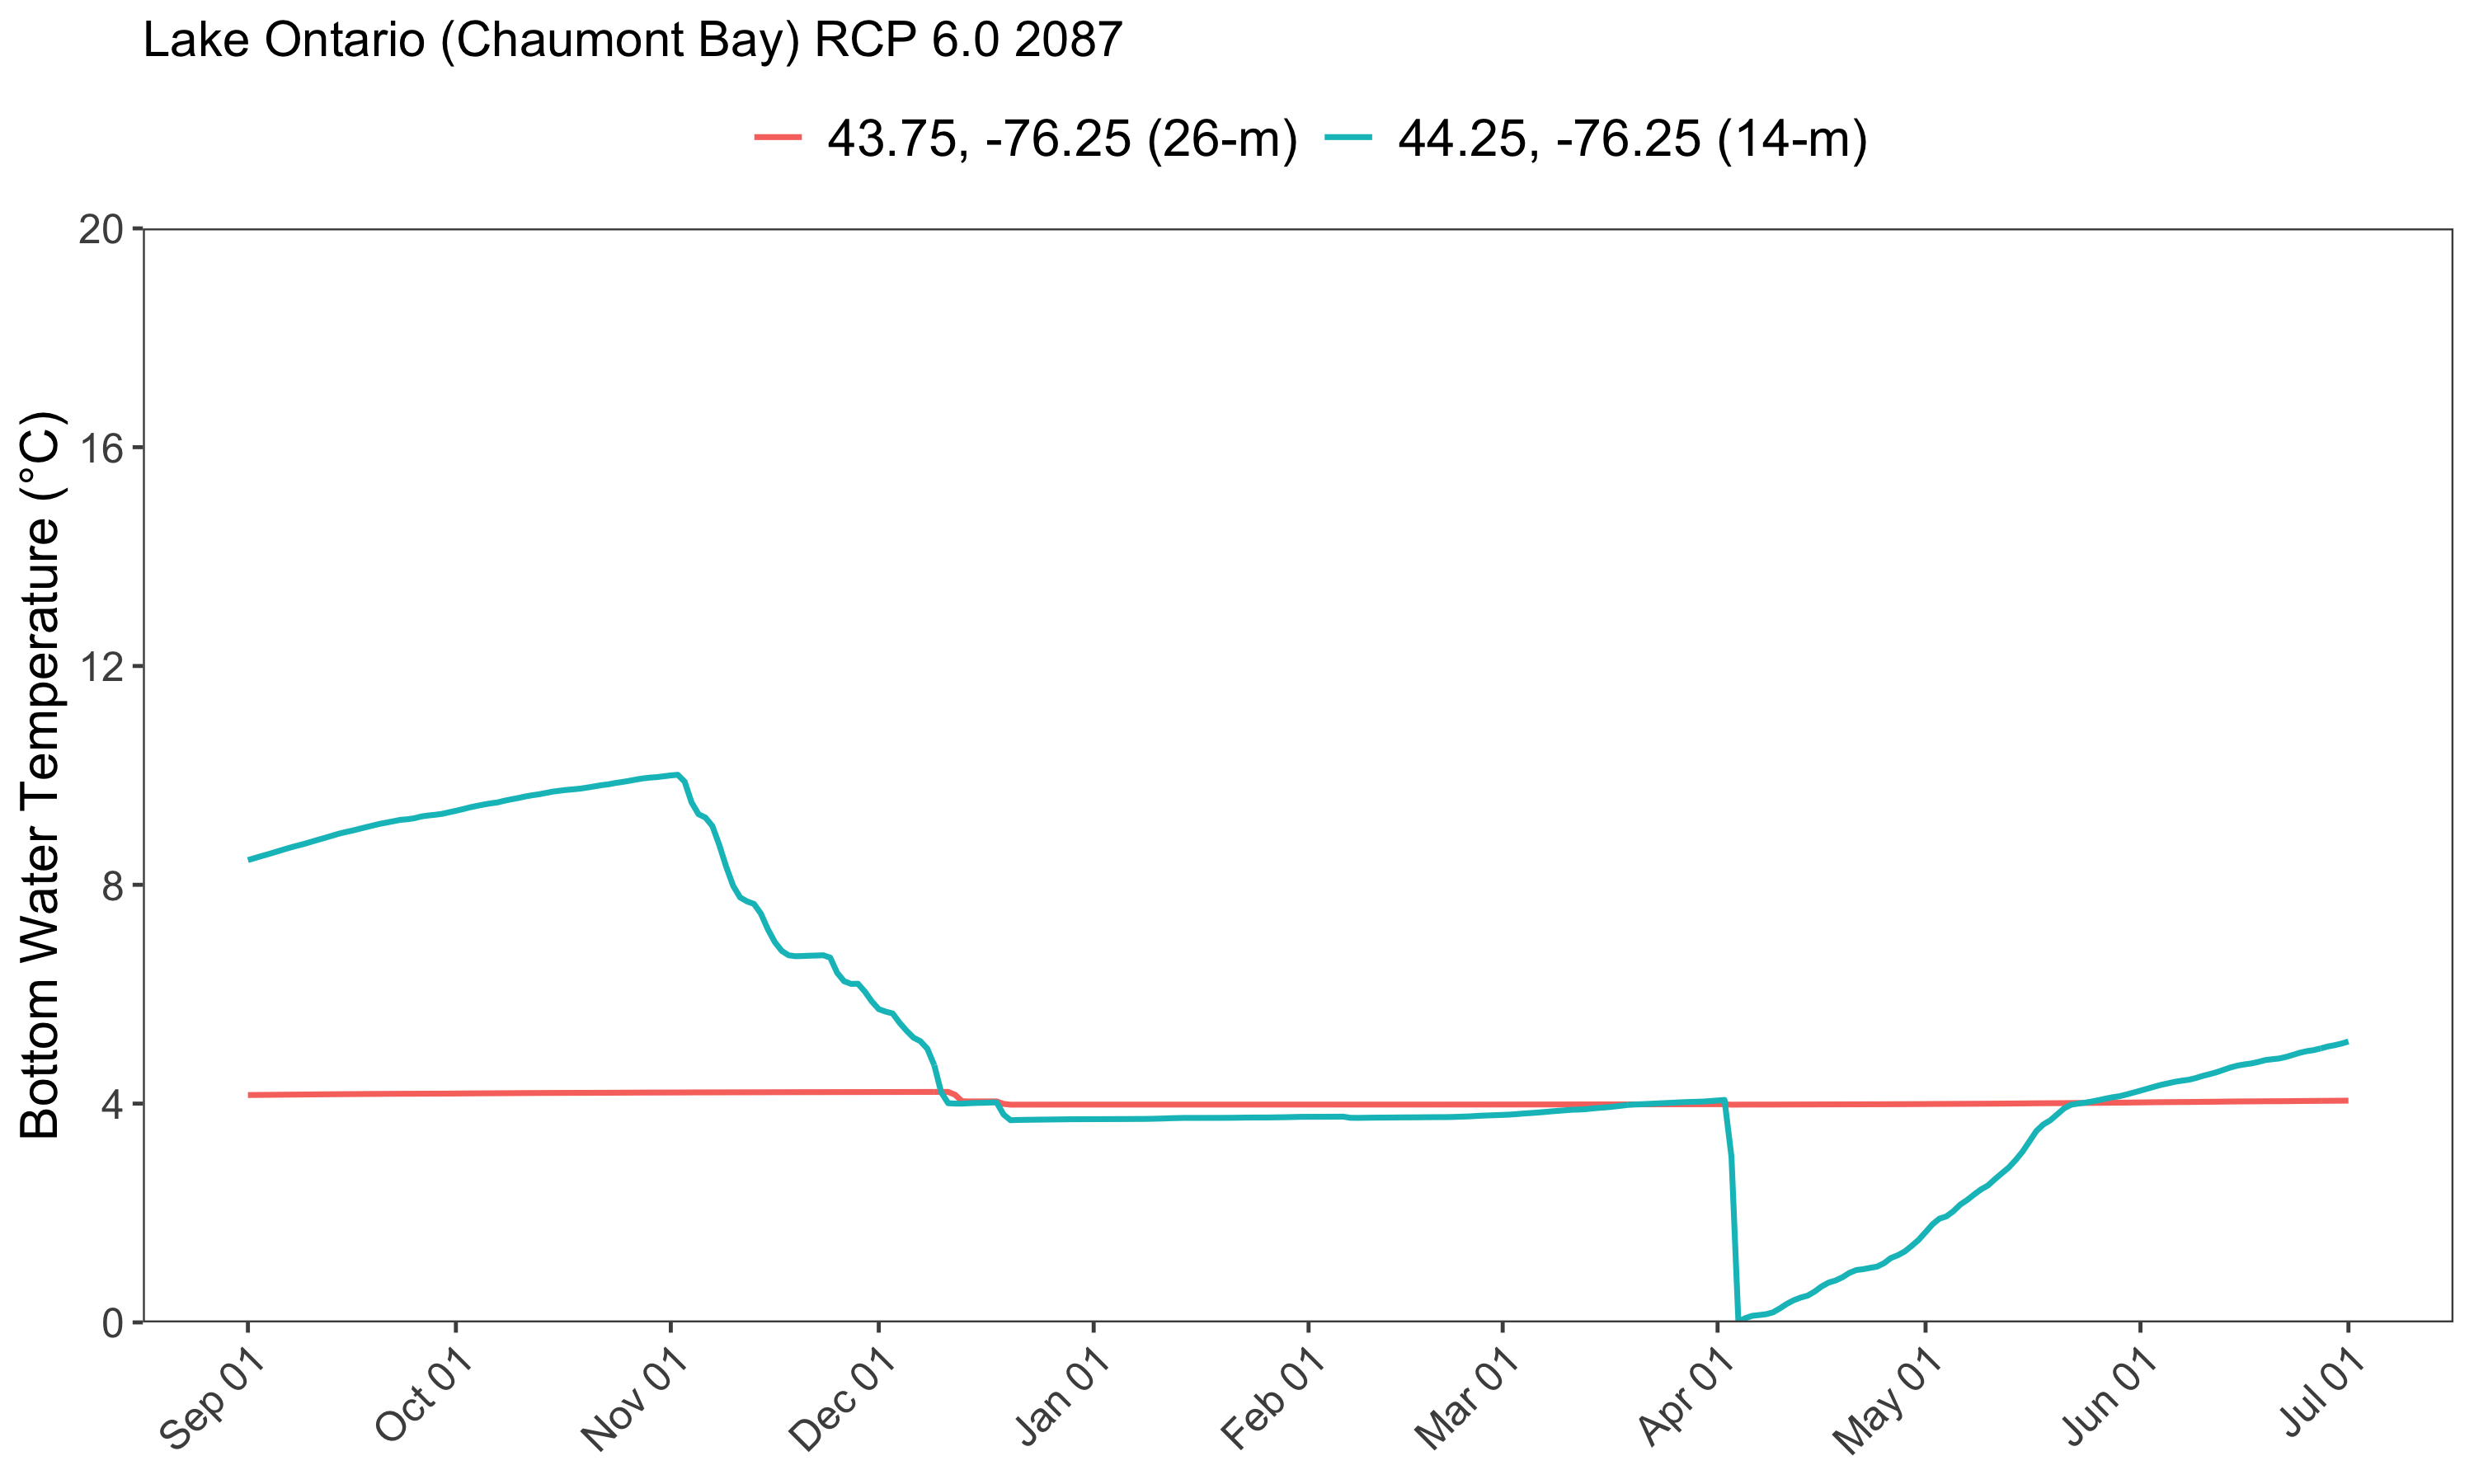 Lake Ontario (Chaumont Bay) RCP 6.0 2087
43.75, -76.25 (26-m) 44.25, -76.25 (14-m)
Bottom Water Temperature (°C)
20
16
12
8
4
0
Sep 01 Oct 01 Nov 01 Dec 01 Jan 01 Feb 01 Mar 01 Apr 01 May 01 Jun 01 Jul 01